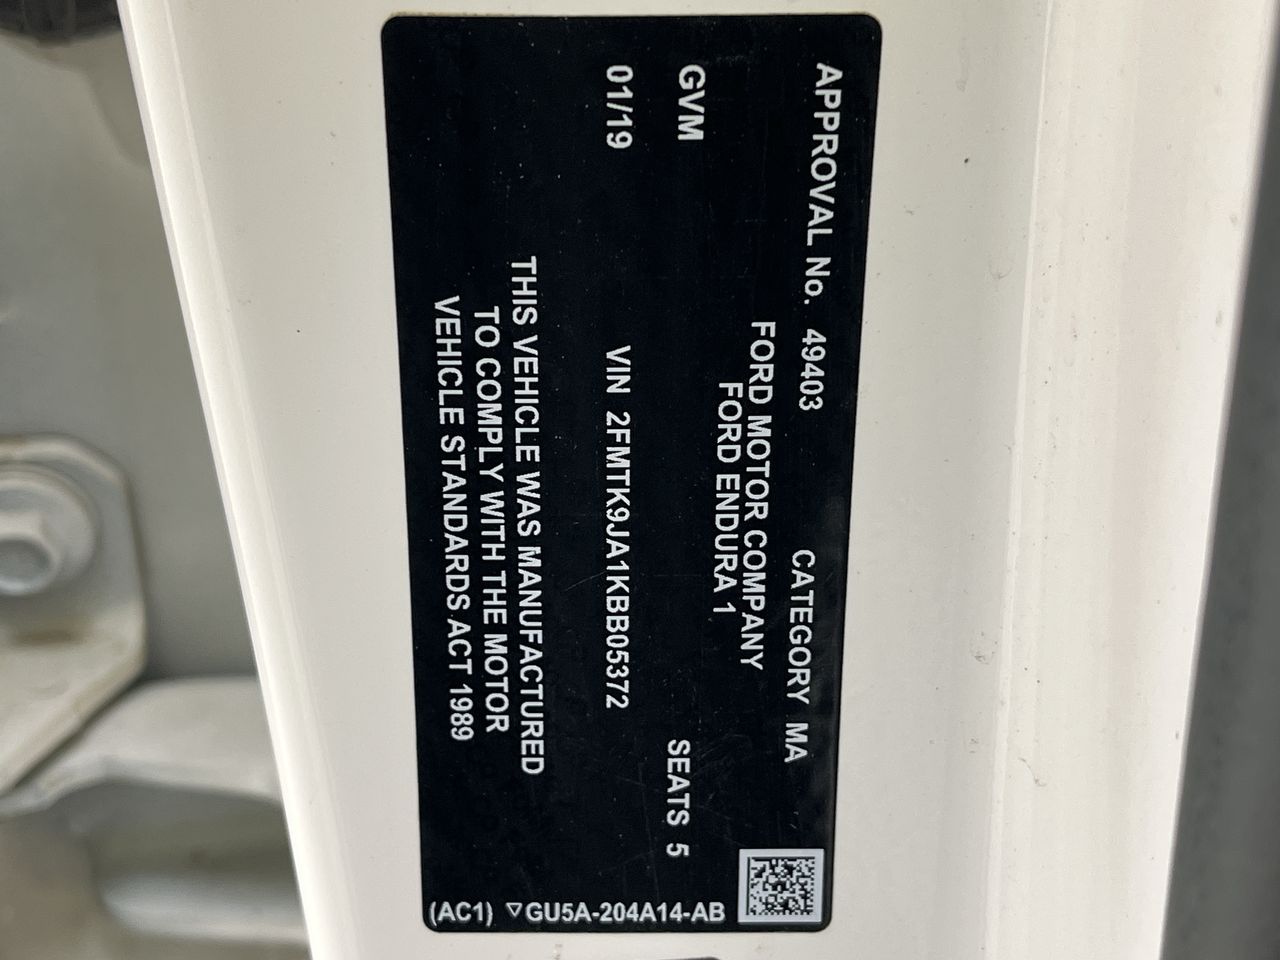 APPROVAL No. 49403 CATEGORY MA
FORD MOTOR COMPANY
FORD ENDURA 1
GVM SEATS 5
01/19 VIN 2FMTK9JA1KBB05372
THIS VEHICLE WAS MANUFACTURED
TO COMPLY WITH THE MOTOR
VEHICLE STANDARDS ACT 1989
(AC1) ▽GU5A-204A14-AB